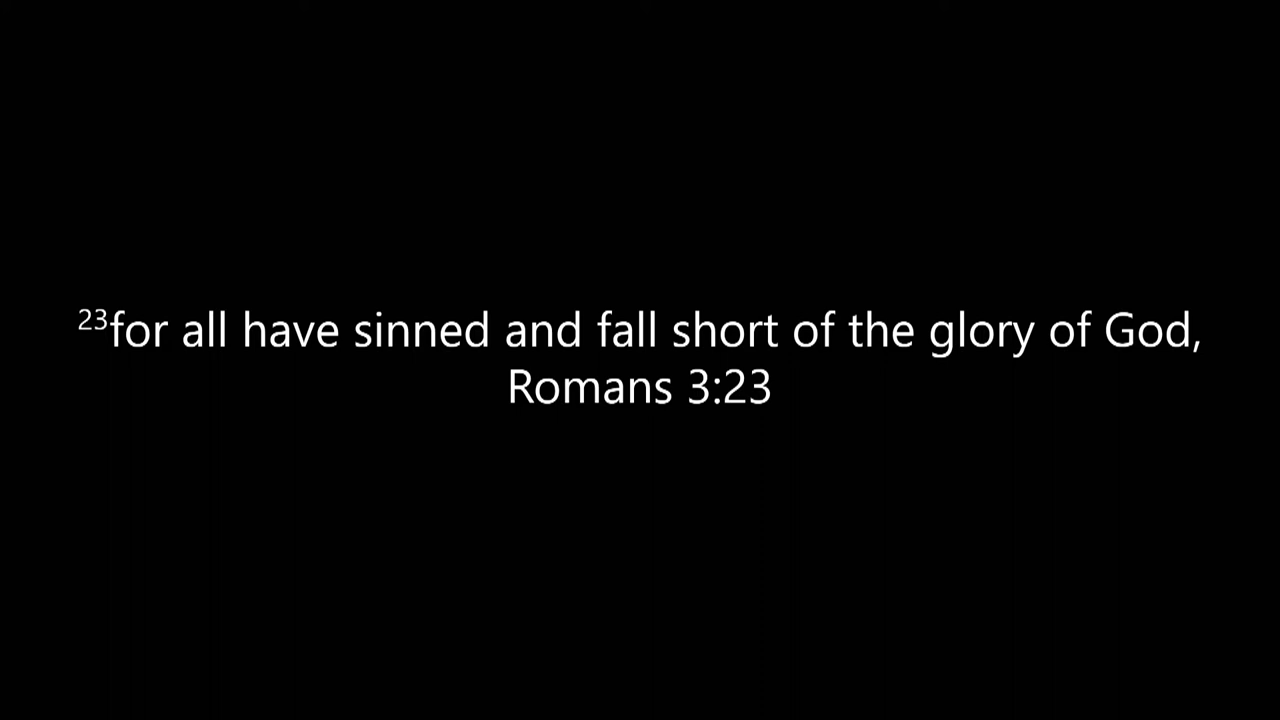 ²³for all have sinned and fall short of the glory of God,
Romans 3:23